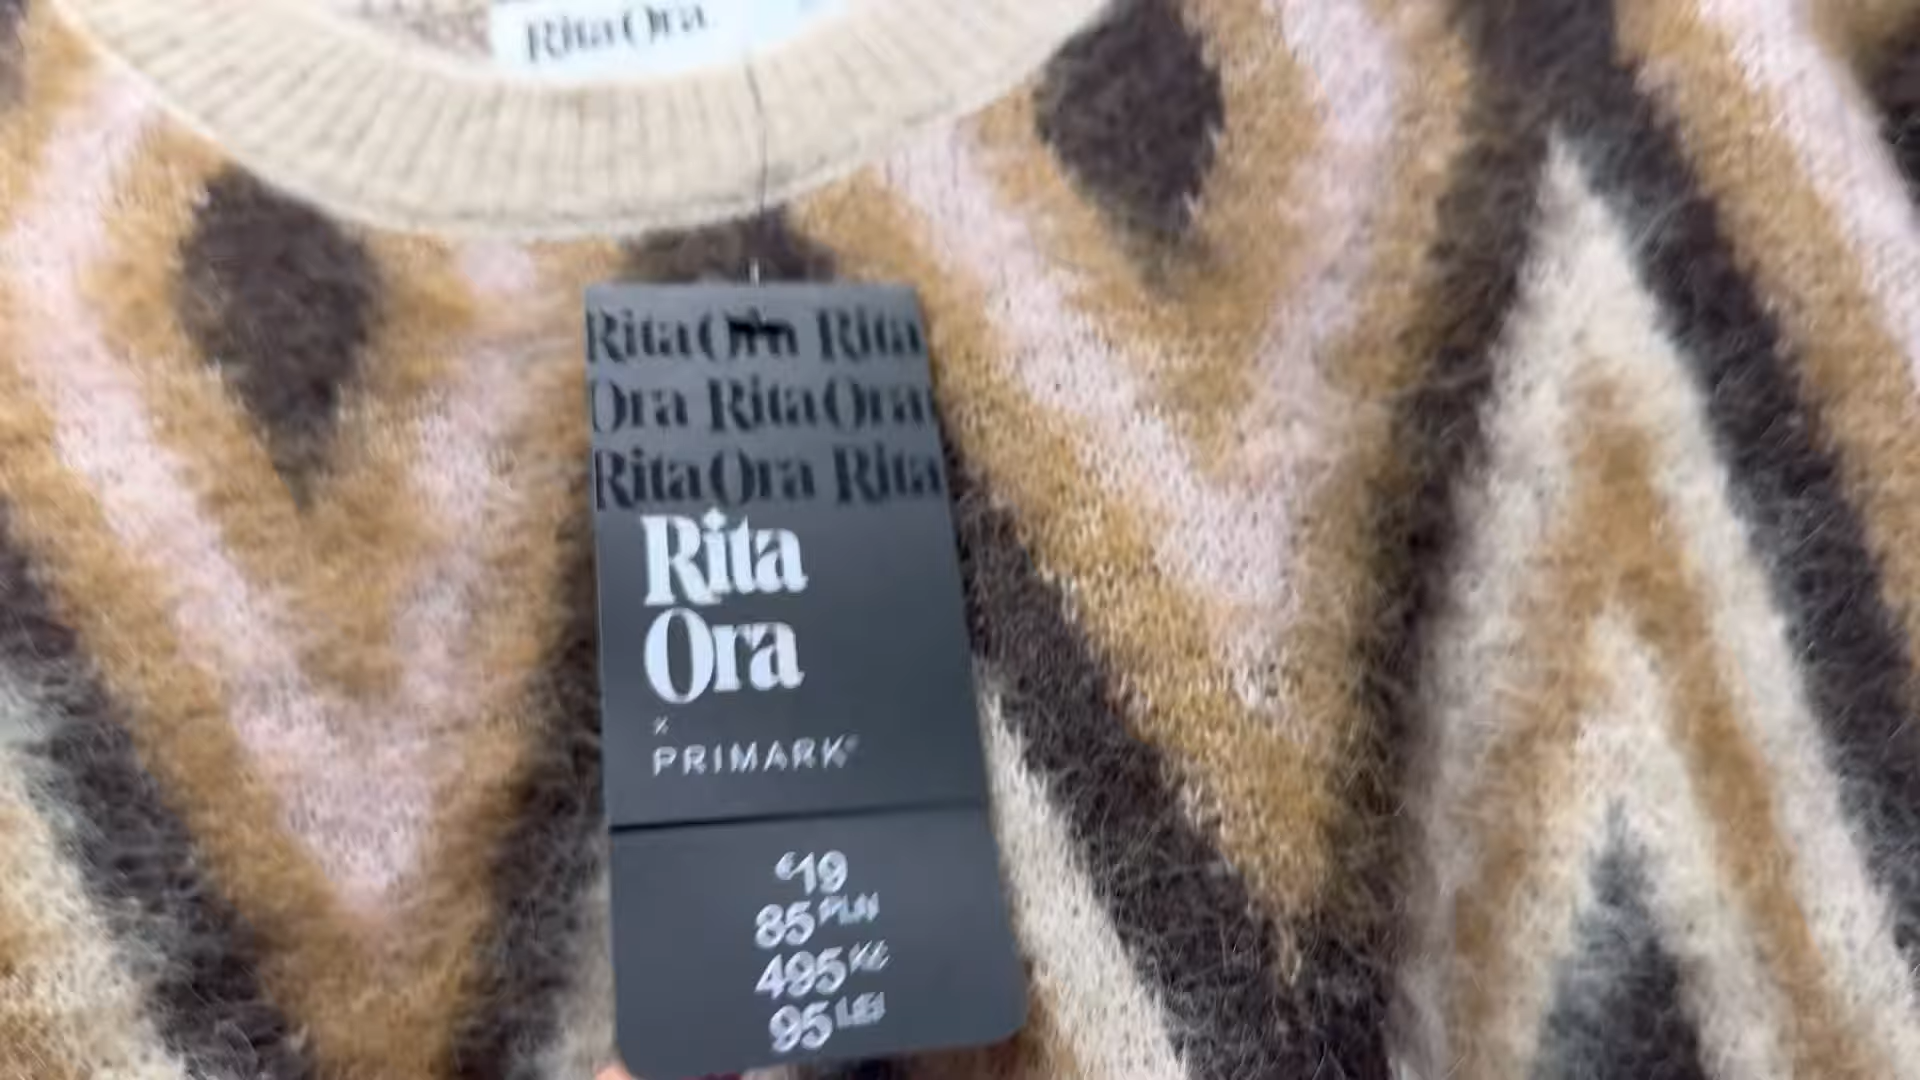 Rita Ora
Rita Ora Rita
Ora Rita Ora
Rita Ora Rita
Rita
Ora
x
PRIMARK®
€19
85 PLN
495 Kč
95 LEI